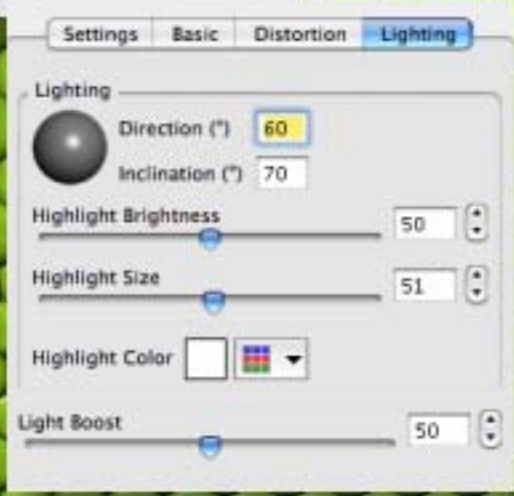 Settings Basic Distortion Lighting
Lighting
Direction (°) 60
Inclination (°) 70
Highlight Brightness
50
Highlight Size
51
Highlight Color
Light Boost
50